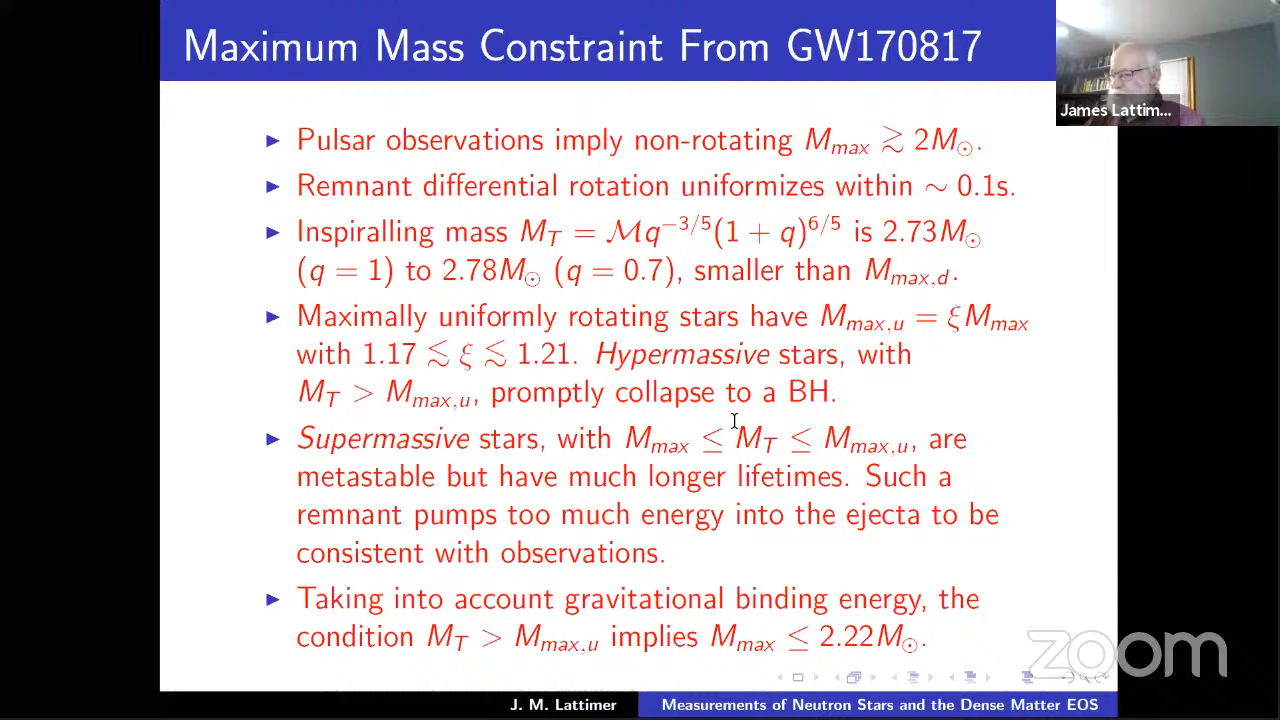 Maximum Mass Constraint From GW170817
James Lattim...
▶ Pulsar observations imply non-rotating M_max ≳ 2M_⊙.
▶ Remnant differential rotation uniformizes within ∼ 0.1s.
▶ Inspiralling mass M_T = ℳq^{−3/5}(1 + q)^{6/5} is 2.73M_⊙
(q = 1) to 2.78M_⊙ (q = 0.7), smaller than M_{max,d}.
▶ Maximally uniformly rotating stars have M_{max,u} = ξM_max
with 1.17 ≲ ξ ≲ 1.21. Hypermassive stars, with
M_T > M_{max,u}, promptly collapse to a BH.
▶ Supermassive stars, with M_max ≤ M_T ≤ M_{max,u}, are
metastable but have much longer lifetimes. Such a
remnant pumps too much energy into the ejecta to be
consistent with observations.
▶ Taking into account gravitational binding energy, the
condition M_T > M_{max,u} implies M_max ≤ 2.22M_⊙.
zoom
J. M. Lattimer Measurements of Neutron Stars and the Dense Matter EOS